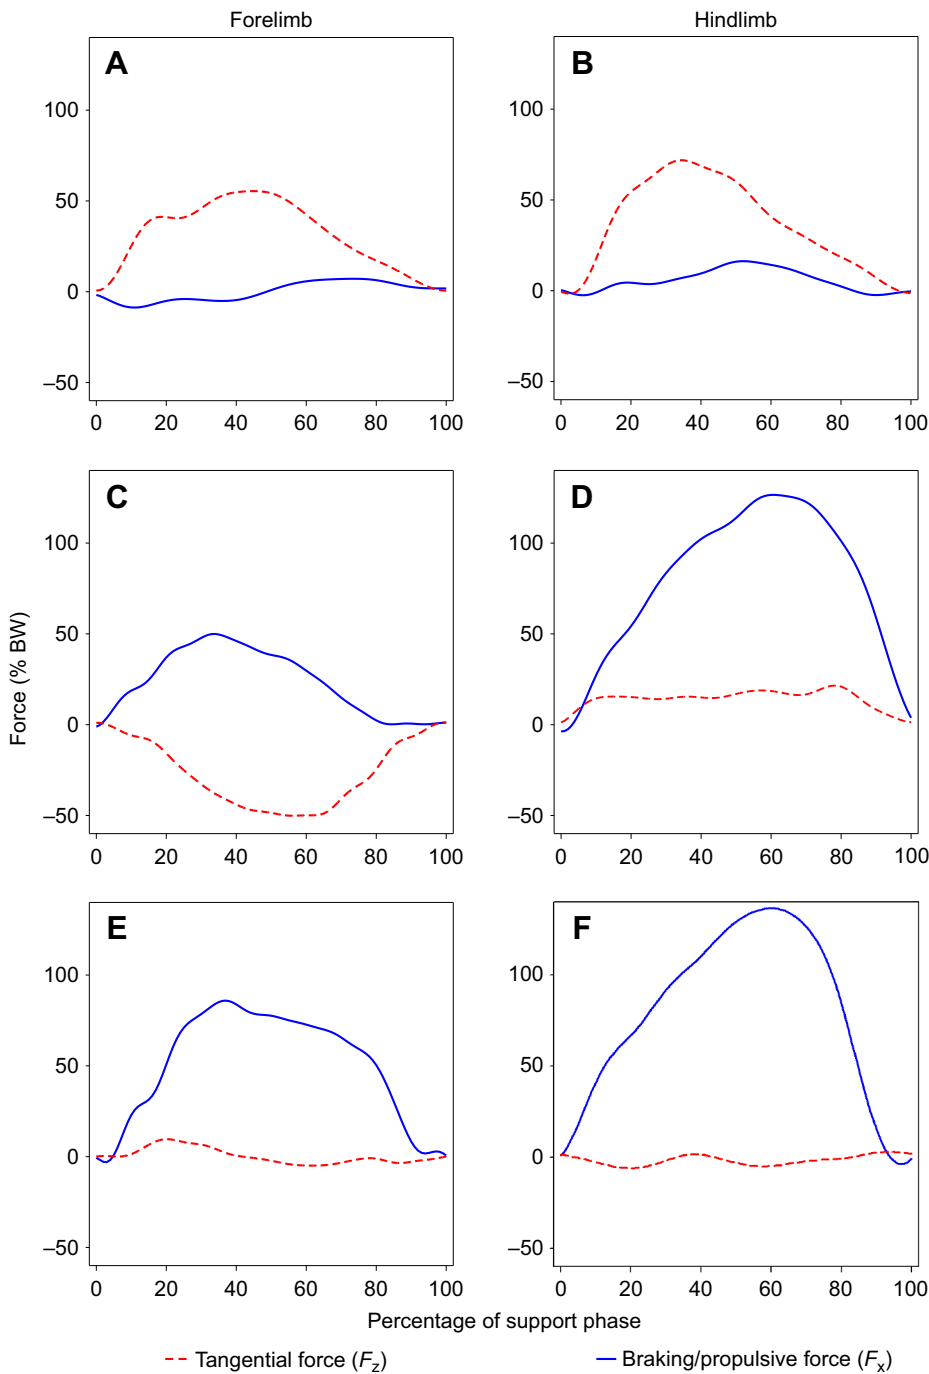 Forelimb Hindlimb
A B
100 100
50 50
0 0
–50 –50
0 20 40 60 80 100 0 20 40 60 80 100
C D
100 100
50 50
0 0
–50 –50
0 20 40 60 80 100 0 20 40 60 80 100
Force (% BW)
E F
100 100
50 50
0 0
–50 –50
0 20 40 60 80 100 0 20 40 60 80 100
Percentage of support phase
Tangential force (Fz) Braking/propulsive force (Fx)